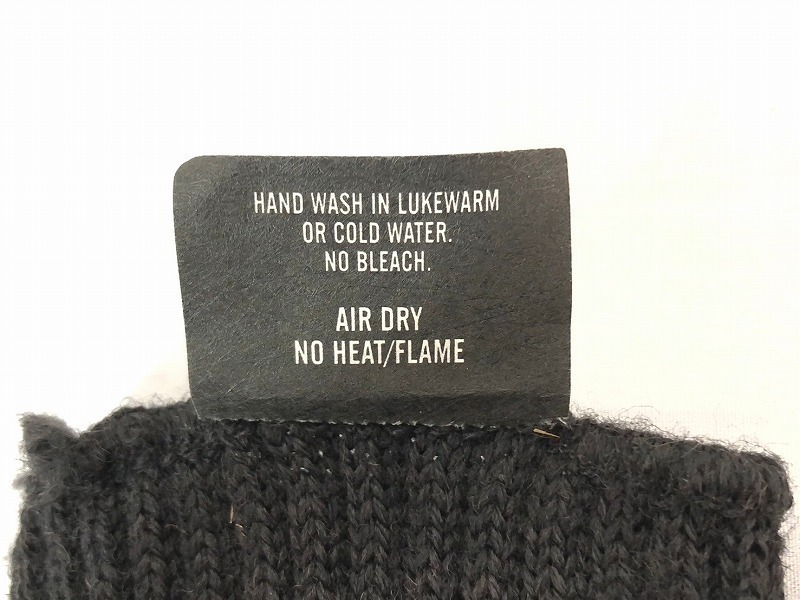 HAND WASH IN LUKEWARM
OR COLD WATER.
NO BLEACH.
AIR DRY
NO HEAT/FLAME